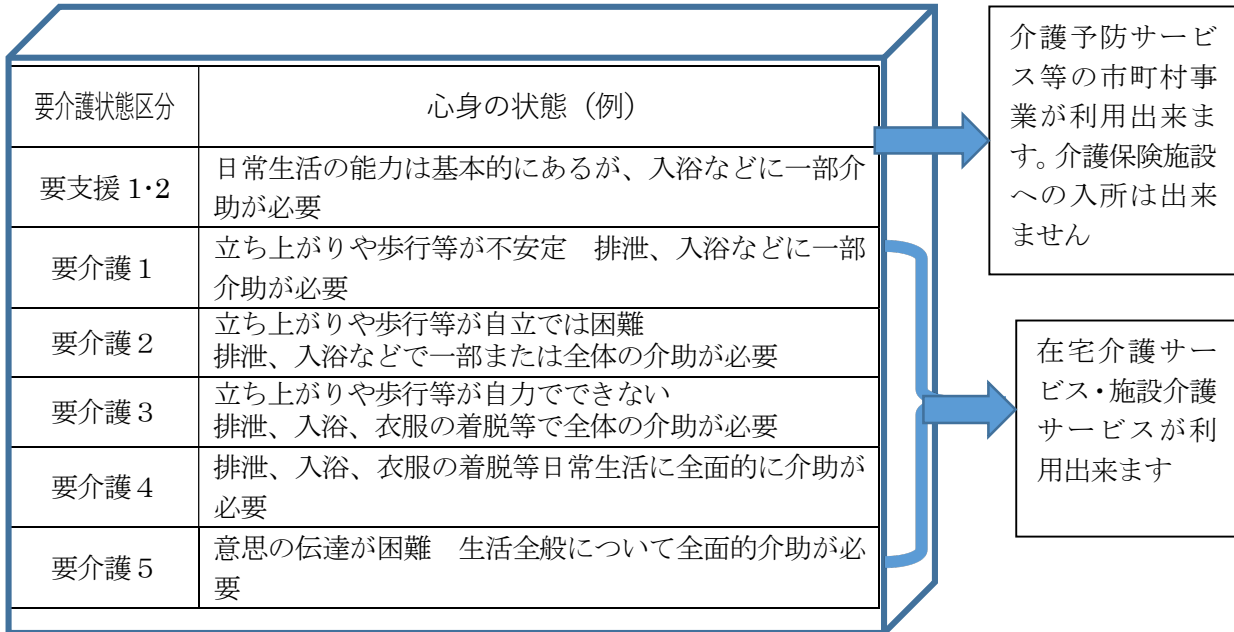 要介護状態区分
心身の状態（例）
要支援 1･2
日常生活の能力は基本的にあるが、入浴などに一部介
助が必要
要介護１
立ち上がりや歩行等が不安定　排泄、入浴などに一部
介助が必要
要介護２
立ち上がりや歩行等が自立では困難
排泄、入浴などで一部または全体の介助が必要
要介護３
立ち上がりや歩行等が自力でできない
排泄、入浴、衣服の着脱等で全体の介助が必要
要介護４
排泄、入浴、衣服の着脱等日常生活に全面的に介助が
必要
要介護５
意思の伝達が困難　生活全般について全面的介助が必
要
介護予防サービ
ス等の市町村事
業が利用出来ま
す。介護保険施設
への入所は出来
ません
在宅介護サー
ビス・施設介護
サービスが利
用出来ます